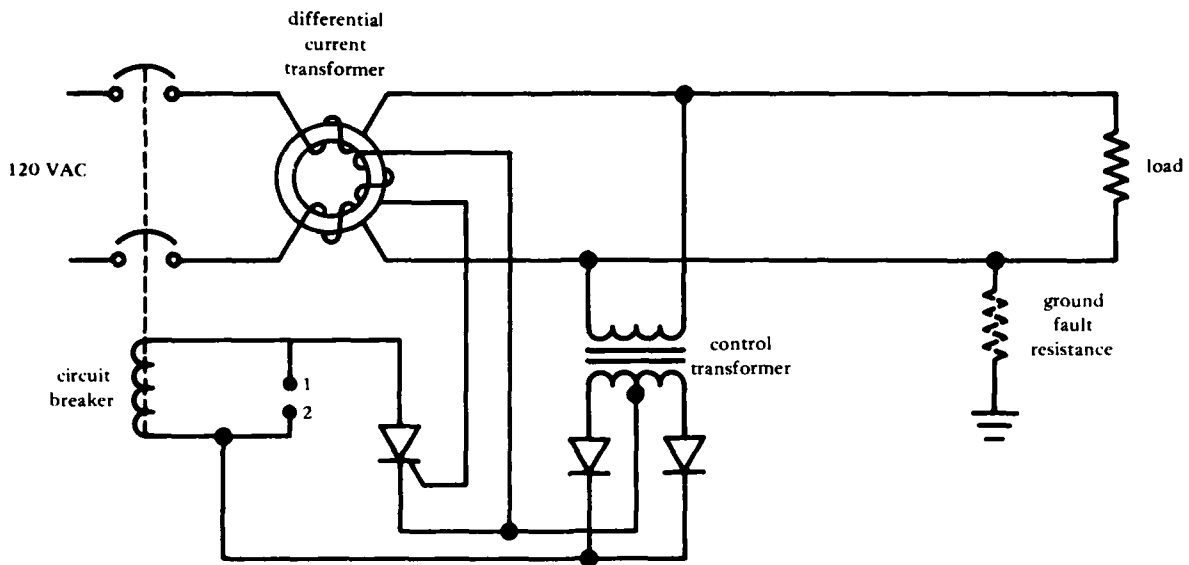 differential
current
transformer
120 VAC
load
ground
fault
resistance
control
transformer
circuit
breaker
1
2